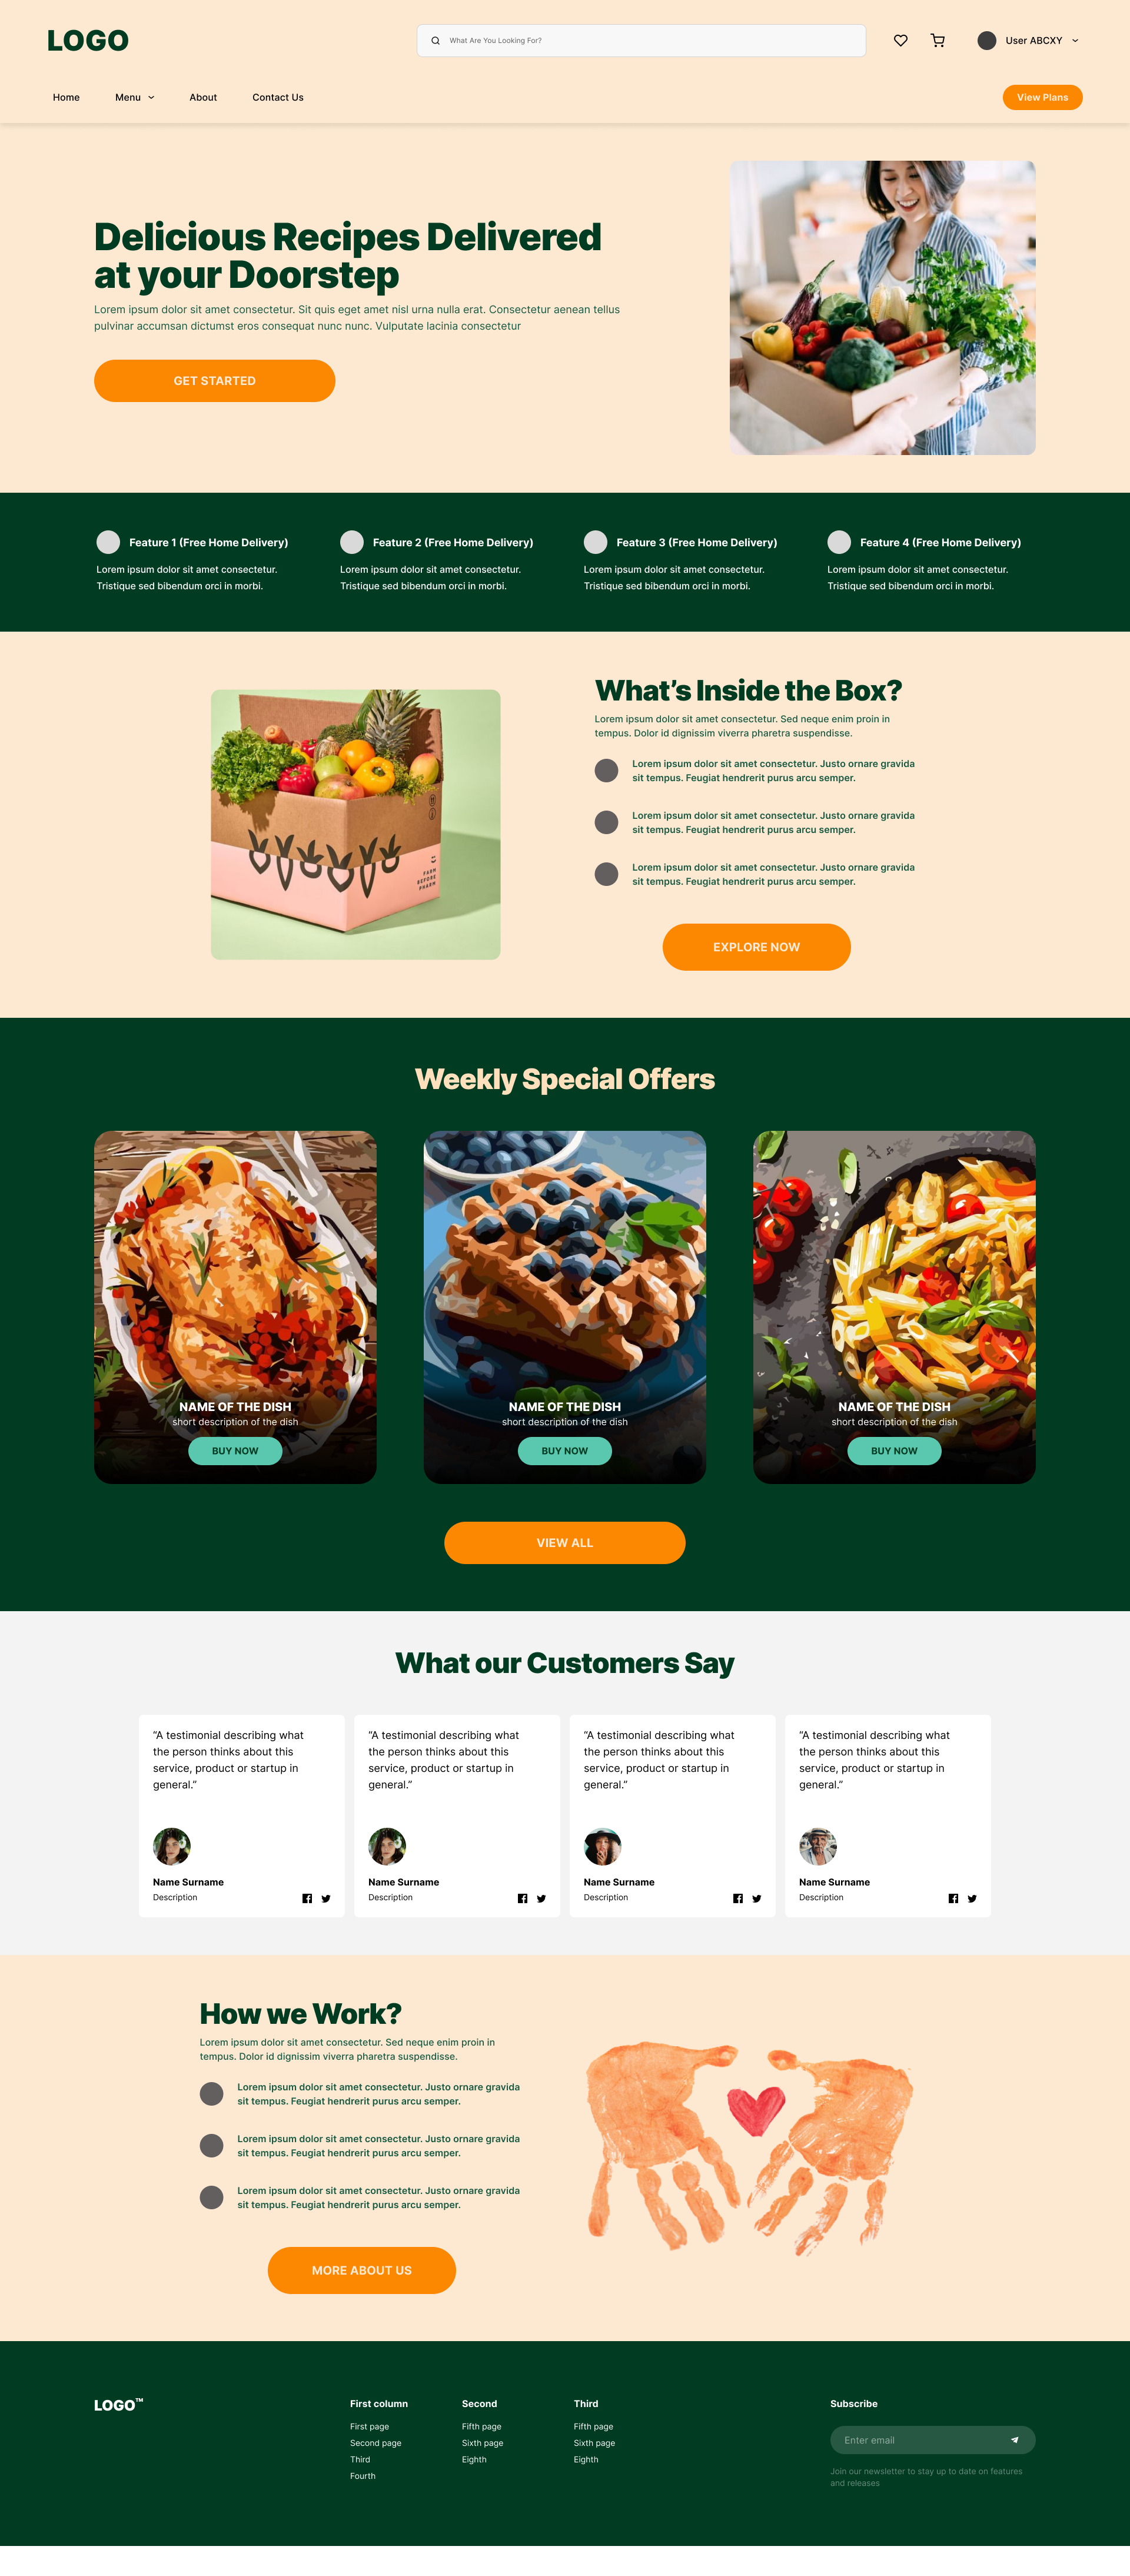 LOGO
What Are You Looking For?
User ABCXY
Home
Menu
About
Contact Us
View Plans
Delicious Recipes Delivered
at your Doorstep
Lorem ipsum dolor sit amet consectetur. Sit quis eget amet nisl urna nulla erat. Consectetur aenean tellus
pulvinar accumsan dictumst eros consequat nunc nunc. Vulputate lacinia consectetur
GET STARTED
Feature 1 (Free Home Delivery)
Lorem ipsum dolor sit amet consectetur.
Tristique sed bibendum orci in morbi.
Feature 2 (Free Home Delivery)
Lorem ipsum dolor sit amet consectetur.
Tristique sed bibendum orci in morbi.
Feature 3 (Free Home Delivery)
Lorem ipsum dolor sit amet consectetur.
Tristique sed bibendum orci in morbi.
Feature 4 (Free Home Delivery)
Lorem ipsum dolor sit amet consectetur.
Tristique sed bibendum orci in morbi.
FARM
BEFORE
PHARM
What’s Inside the Box?
Lorem ipsum dolor sit amet consectetur. Sed neque enim proin in
tempus. Dolor id dignissim viverra pharetra suspendisse.
Lorem ipsum dolor sit amet consectetur. Justo ornare gravida
sit tempus. Feugiat hendrerit purus arcu semper.
Lorem ipsum dolor sit amet consectetur. Justo ornare gravida
sit tempus. Feugiat hendrerit purus arcu semper.
Lorem ipsum dolor sit amet consectetur. Justo ornare gravida
sit tempus. Feugiat hendrerit purus arcu semper.
EXPLORE NOW
Weekly Special Offers
NAME OF THE DISH
short description of the dish
BUY NOW
NAME OF THE DISH
short description of the dish
BUY NOW
NAME OF THE DISH
short description of the dish
BUY NOW
VIEW ALL
What our Customers Say
“A testimonial describing what
the person thinks about this
service, product or startup in
general.”
Name Surname
Description
“A testimonial describing what
the person thinks about this
service, product or startup in
general.”
Name Surname
Description
“A testimonial describing what
the person thinks about this
service, product or startup in
general.”
Name Surname
Description
“A testimonial describing what
the person thinks about this
service, product or startup in
general.”
Name Surname
Description
How we Work?
Lorem ipsum dolor sit amet consectetur. Sed neque enim proin in
tempus. Dolor id dignissim viverra pharetra suspendisse.
Lorem ipsum dolor sit amet consectetur. Justo ornare gravida
sit tempus. Feugiat hendrerit purus arcu semper.
Lorem ipsum dolor sit amet consectetur. Justo ornare gravida
sit tempus. Feugiat hendrerit purus arcu semper.
Lorem ipsum dolor sit amet consectetur. Justo ornare gravida
sit tempus. Feugiat hendrerit purus arcu semper.
MORE ABOUT US
LOGO™
First column
First page
Second page
Third
Fourth
Second
Fifth page
Sixth page
Eighth
Third
Fifth page
Sixth page
Eighth
Subscribe
Enter email
Join our newsletter to stay up to date on features
and releases